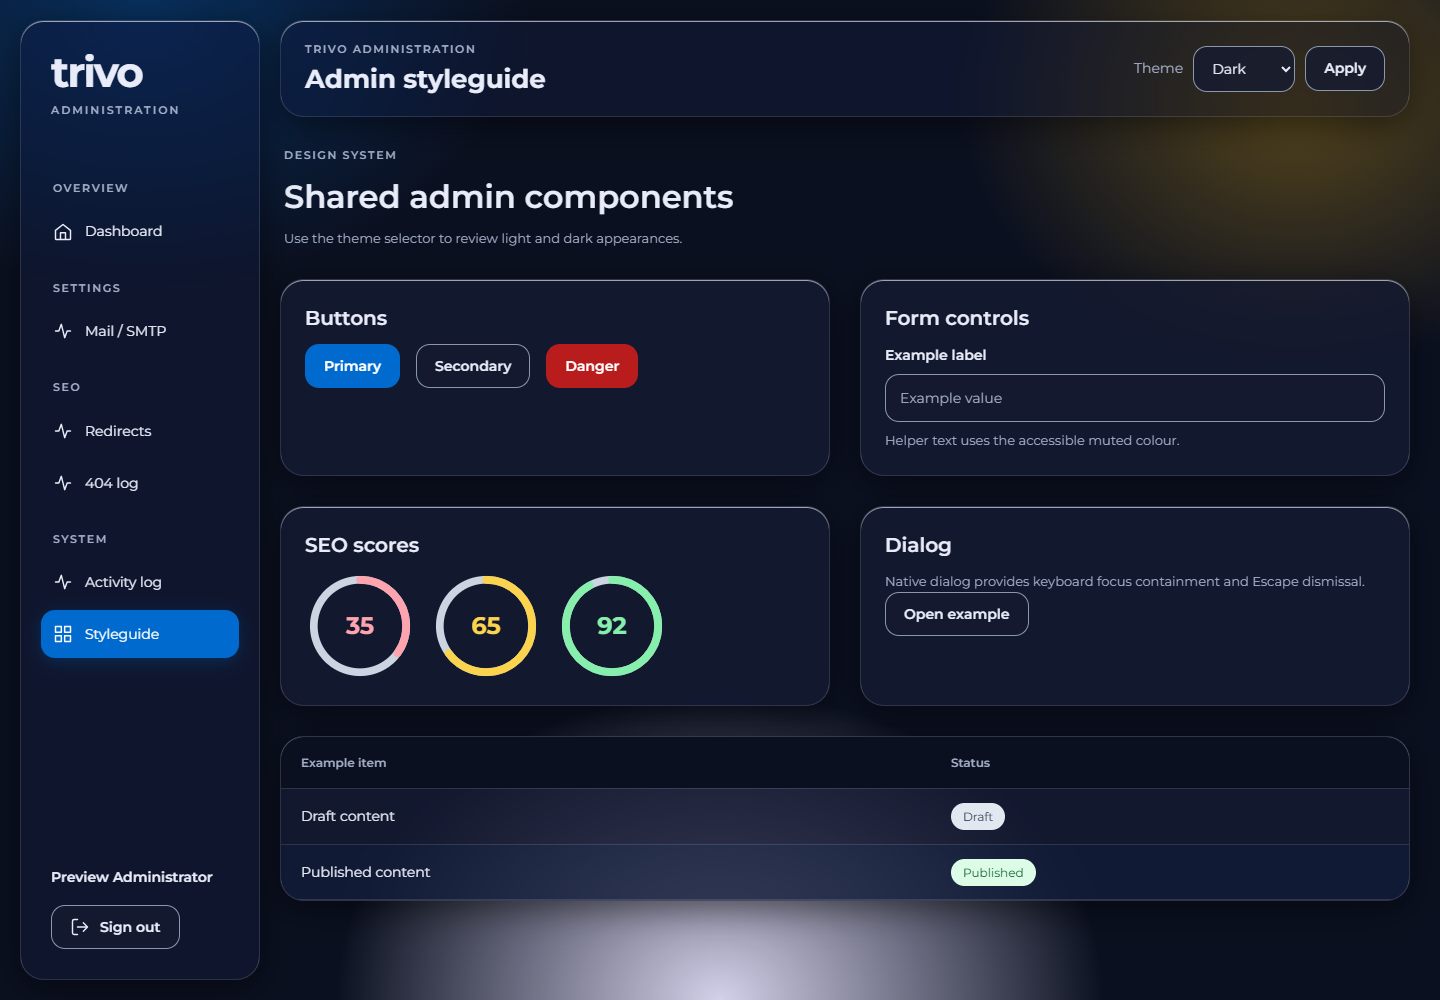 trivo
ADMINISTRATION
OVERVIEW
Dashboard
SETTINGS
Mail / SMTP
SEO
Redirects
404 log
SYSTEM
Activity log
Styleguide
Preview Administrator
Sign out
TRIVO ADMINISTRATION
Admin styleguide
Theme
Dark
Apply
DESIGN SYSTEM
Shared admin components
Use the theme selector to review light and dark appearances.
Buttons
Primary
Secondary
Danger
Form controls
Example label
Example value
Helper text uses the accessible muted colour.
SEO scores
35
65
92
Dialog
Native dialog provides keyboard focus containment and Escape dismissal.
Open example
Example item
Status
Draft content
Draft
Published content
Published